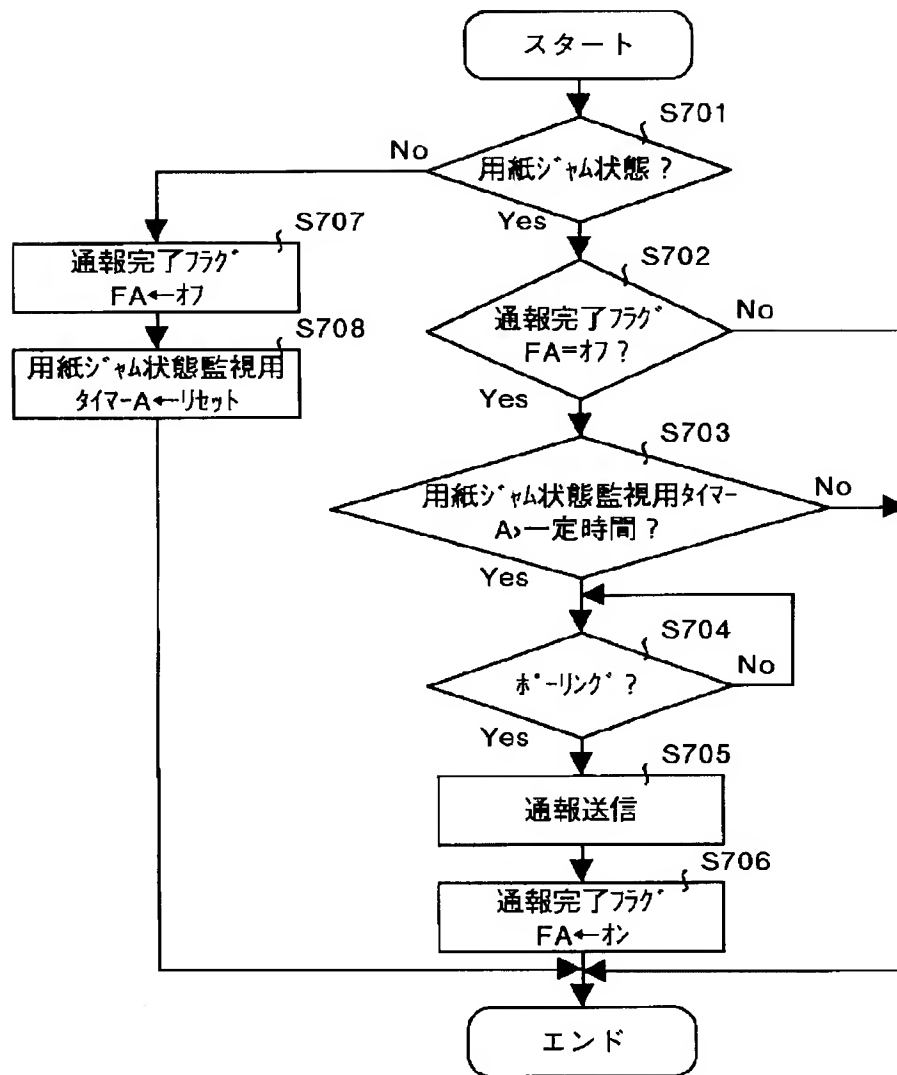 スタート
S701
用紙ジャム状態?
No
Yes
S707
通報完了フラグ
FA←オフ
S702
通報完了フラグ
FA=オフ?
No
Yes
S708
用紙ジャム状態監視用
タイマーA←リセット
S703
用紙ジャム状態監視用タイマー
A>一定時間?
No
Yes
S704
ポーリング?
No
Yes
S705
通報送信
S706
通報完了フラグ
FA←オン
エンド